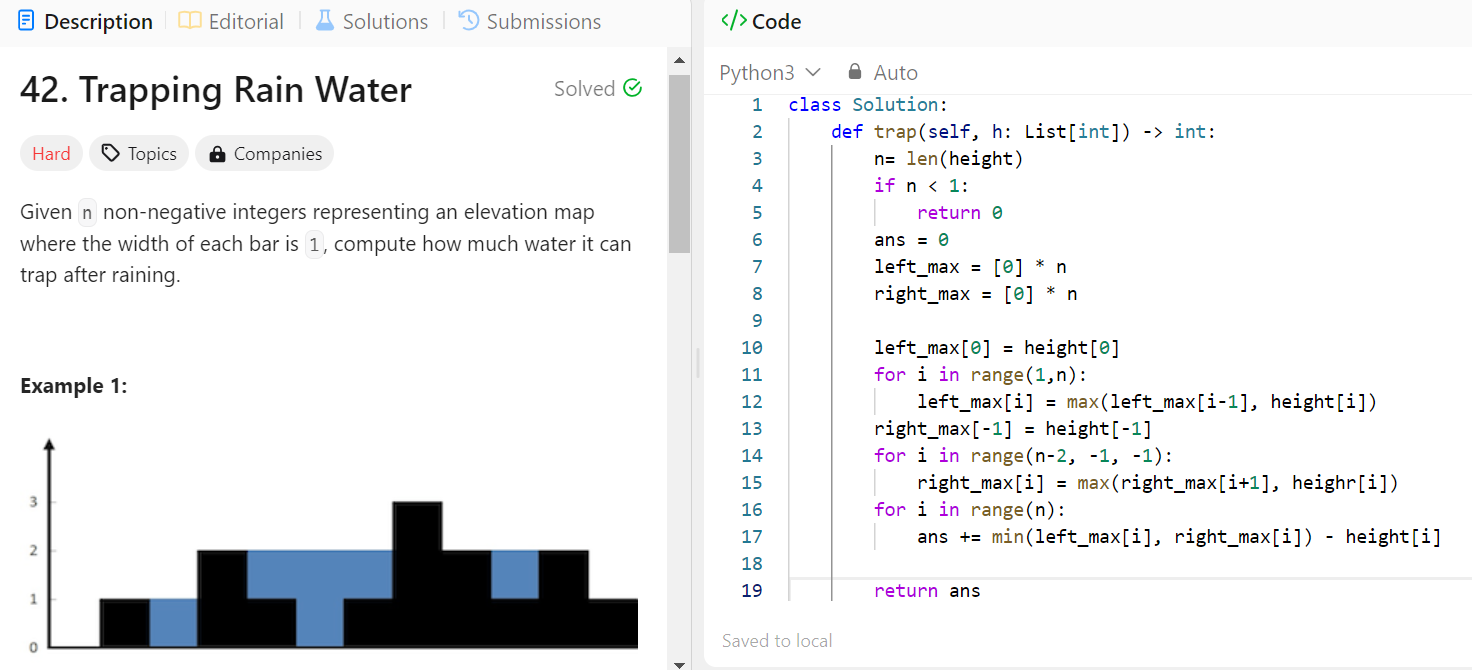 Description Editorial Solutions Submissions
42. Trapping Rain Water
Solved
Hard Topics Companies
Given n non-negative integers representing an elevation map
where the width of each bar is 1, compute how much water it can
trap after raining.
Example 1:
3
2
1
0
</> Code
Python3 Auto
1 class Solution:
2     def trap(self, h: List[int]) -> int:
3         n= len(height)
4         if n < 1:
5             return 0
6         ans = 0
7         left_max = [0] * n
8         right_max = [0] * n
9
10         left_max[0] = height[0]
11         for i in range(1,n):
12             left_max[i] = max(left_max[i-1], height[i])
13         right_max[-1] = height[-1]
14         for i in range(n-2, -1, -1):
15             right_max[i] = max(right_max[i+1], heighr[i])
16         for i in range(n):
17             ans += min(left_max[i], right_max[i]) - height[i]
18
19         return ans
Saved to local